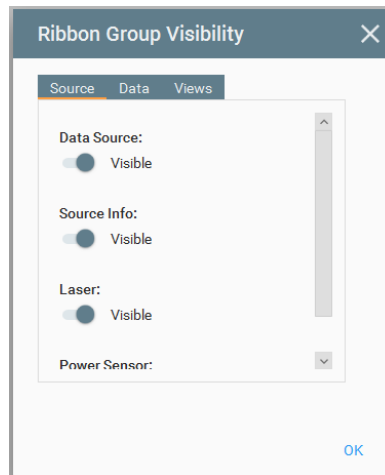 Ribbon Group Visibility
Source Data Views
Data Source:
Visible
Source Info:
Visible
Laser:
Visible
Power Sensor:
OK